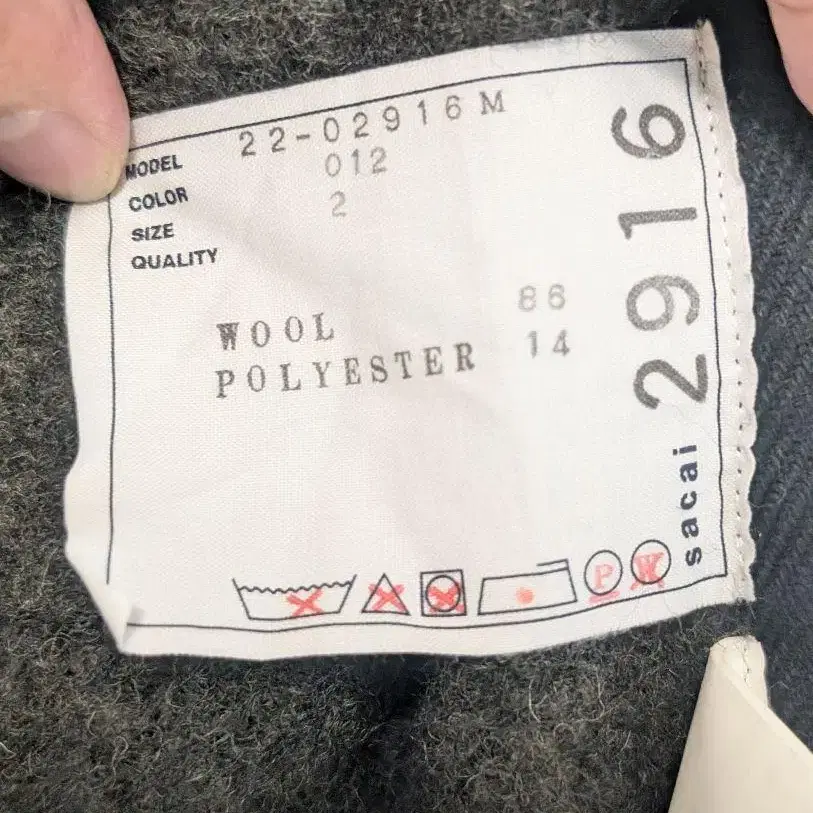 MODEL 22-02916M
COLOR 012
SIZE 2
QUALITY
WOOL 86
POLYESTER 14
P W
sacai 2916